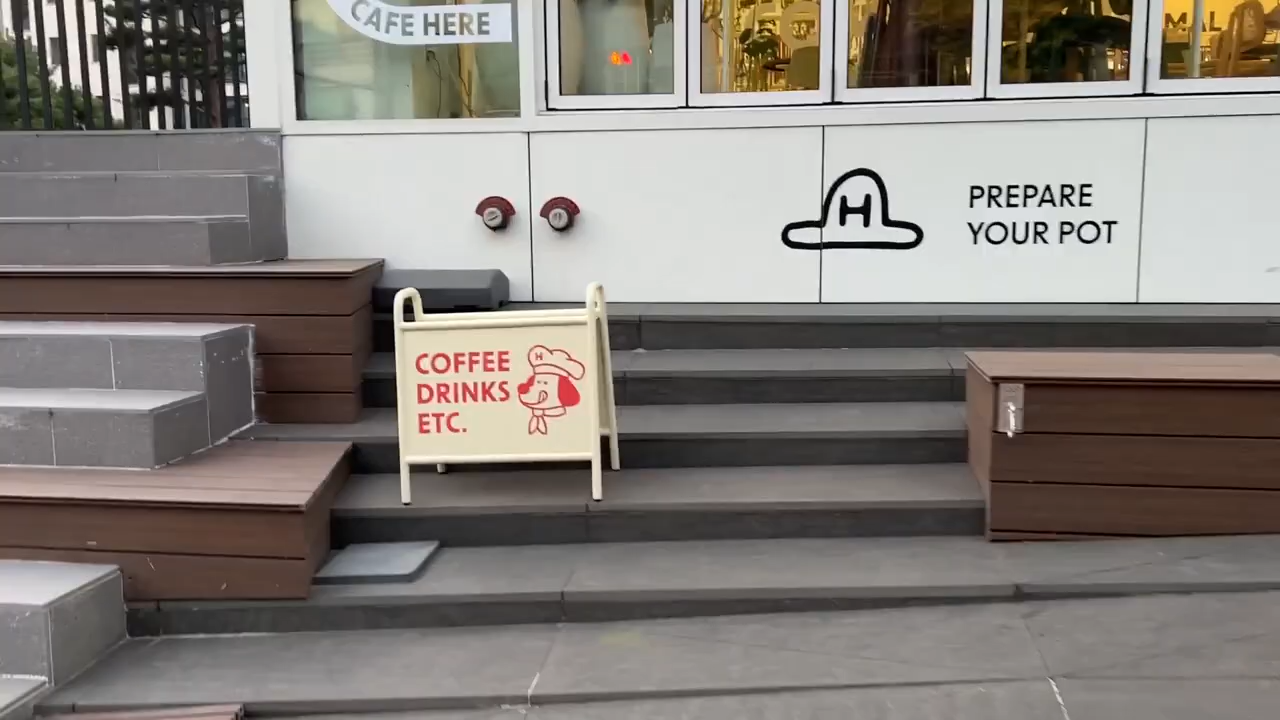 CAFE HERE
H
PREPARE
YOUR POT
COFFEE
DRINKS
ETC.
H